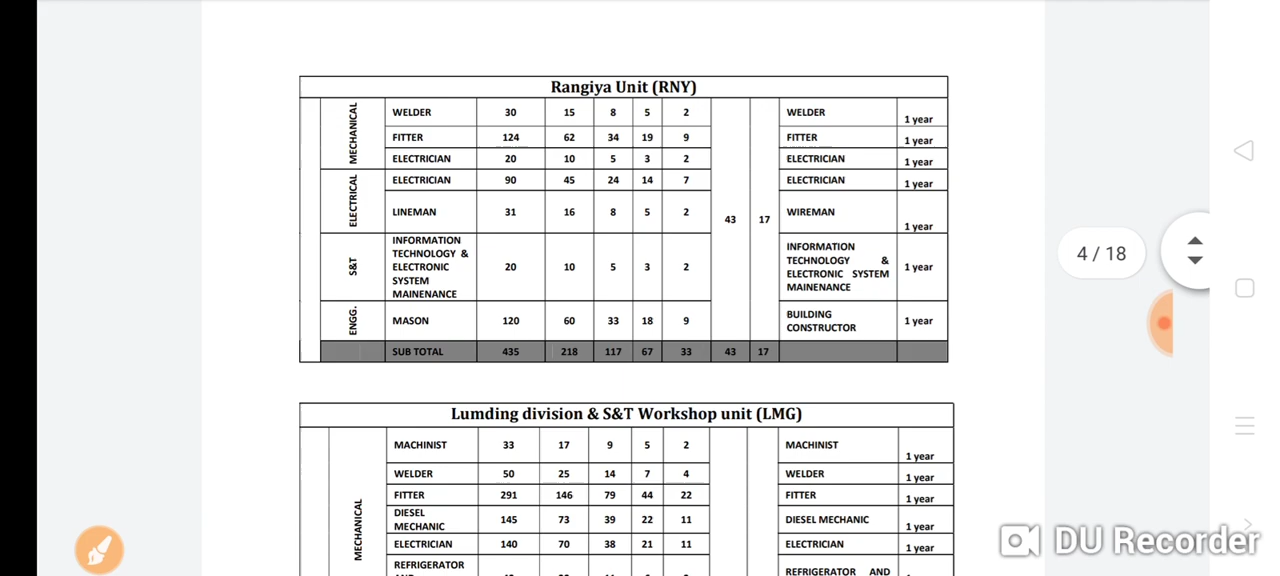 Rangiya Unit (RNY)
MECHANICAL
WELDER 30 15 8 5 2 WELDER 1 year
FITTER 124 62 34 19 9 FITTER 1 year
ELECTRICIAN 20 10 5 3 2 ELECTRICIAN 1 year
ELECTRICAL
ELECTRICIAN 90 45 24 14 7 ELECTRICIAN 1 year
LINEMAN 31 16 8 5 2 43 17 WIREMAN 1 year
S&T
INFORMATION
TECHNOLOGY &
ELECTRONIC
SYSTEM
MAINENANCE
20 10 5 3 2
INFORMATION
TECHNOLOGY &
ELECTRONIC SYSTEM
MAINENANCE
1 year
ENGG.
MASON 120 60 33 18 9
BUILDING
CONSTRUCTOR
1 year
SUB TOTAL 435 218 117 67 33 43 17
Lumding division & S&T Workshop unit (LMG)
MECHANICAL
MACHINIST 33 17 9 5 2 MACHINIST 1 year
WELDER 50 25 14 7 4 WELDER 1 year
FITTER 291 146 79 44 22 FITTER 1 year
DIESEL
MECHANIC
145 73 39 22 11 DIESEL MECHANIC 1 year
ELECTRICIAN 140 70 38 21 11 ELECTRICIAN 1 year
REFRIGERATOR
REFRIGERATOR AND
4 / 18
DU Recorder